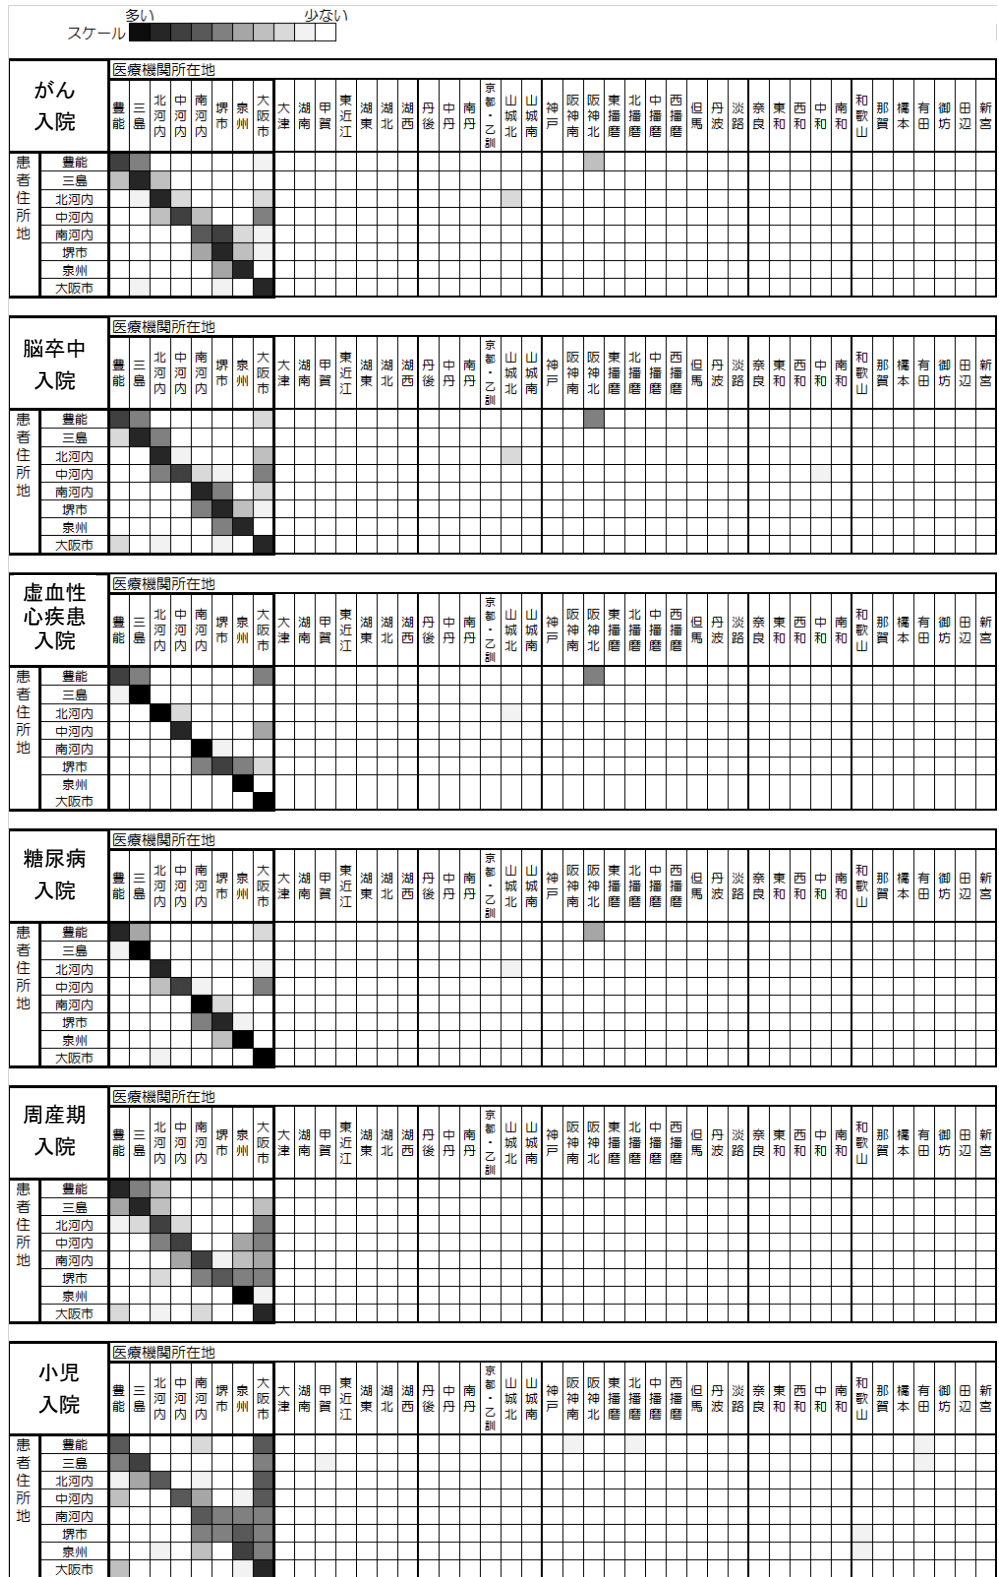 多い 少ない
スケール
がん
入院
医療機関所在地
豊能 三島 北河内 中河内 南河内 堺市 泉州 大阪市 大津 湖南 甲賀 東近江 湖東 湖北 湖西 丹後 中丹 南丹 京都・乙訓 山城北 山城南 神戸 阪神南 阪神北 東播磨 北播磨 中播磨 西播磨 但馬 丹波 淡路 奈良 東和 西和 中和 南和 和歌山 那賀 橋本 有田 御坊 田辺 新宮
患者住所地
豊能
三島
北河内
中河内
南河内
堺市
泉州
大阪市
脳卒中
入院
医療機関所在地
豊能 三島 北河内 中河内 南河内 堺市 泉州 大阪市 大津 湖南 甲賀 東近江 湖東 湖北 湖西 丹後 中丹 南丹 京都・乙訓 山城北 山城南 神戸 阪神南 阪神北 東播磨 北播磨 中播磨 西播磨 但馬 丹波 淡路 奈良 東和 西和 中和 南和 和歌山 那賀 橋本 有田 御坊 田辺 新宮
患者住所地
豊能
三島
北河内
中河内
南河内
堺市
泉州
大阪市
虚血性
心疾患
入院
医療機関所在地
豊能 三島 北河内 中河内 南河内 堺市 泉州 大阪市 大津 湖南 甲賀 東近江 湖東 湖北 湖西 丹後 中丹 南丹 京都・乙訓 山城北 山城南 神戸 阪神南 阪神北 東播磨 北播磨 中播磨 西播磨 但馬 丹波 淡路 奈良 東和 西和 中和 南和 和歌山 那賀 橋本 有田 御坊 田辺 新宮
患者住所地
豊能
三島
北河内
中河内
南河内
堺市
泉州
大阪市
糖尿病
入院
医療機関所在地
豊能 三島 北河内 中河内 南河内 堺市 泉州 大阪市 大津 湖南 甲賀 東近江 湖東 湖北 湖西 丹後 中丹 南丹 京都・乙訓 山城北 山城南 神戸 阪神南 阪神北 東播磨 北播磨 中播磨 西播磨 但馬 丹波 淡路 奈良 東和 西和 中和 南和 和歌山 那賀 橋本 有田 御坊 田辺 新宮
患者住所地
豊能
三島
北河内
中河内
南河内
堺市
泉州
大阪市
周産期
入院
医療機関所在地
豊能 三島 北河内 中河内 南河内 堺市 泉州 大阪市 大津 湖南 甲賀 東近江 湖東 湖北 湖西 丹後 中丹 南丹 京都・乙訓 山城北 山城南 神戸 阪神南 阪神北 東播磨 北播磨 中播磨 西播磨 但馬 丹波 淡路 奈良 東和 西和 中和 南和 和歌山 那賀 橋本 有田 御坊 田辺 新宮
患者住所地
豊能
三島
北河内
中河内
南河内
堺市
泉州
大阪市
小児
入院
医療機関所在地
豊能 三島 北河内 中河内 南河内 堺市 泉州 大阪市 大津 湖南 甲賀 東近江 湖東 湖北 湖西 丹後 中丹 南丹 京都・乙訓 山城北 山城南 神戸 阪神南 阪神北 東播磨 北播磨 中播磨 西播磨 但馬 丹波 淡路 奈良 東和 西和 中和 南和 和歌山 那賀 橋本 有田 御坊 田辺 新宮
患者住所地
豊能
三島
北河内
中河内
南河内
堺市
泉州
大阪市